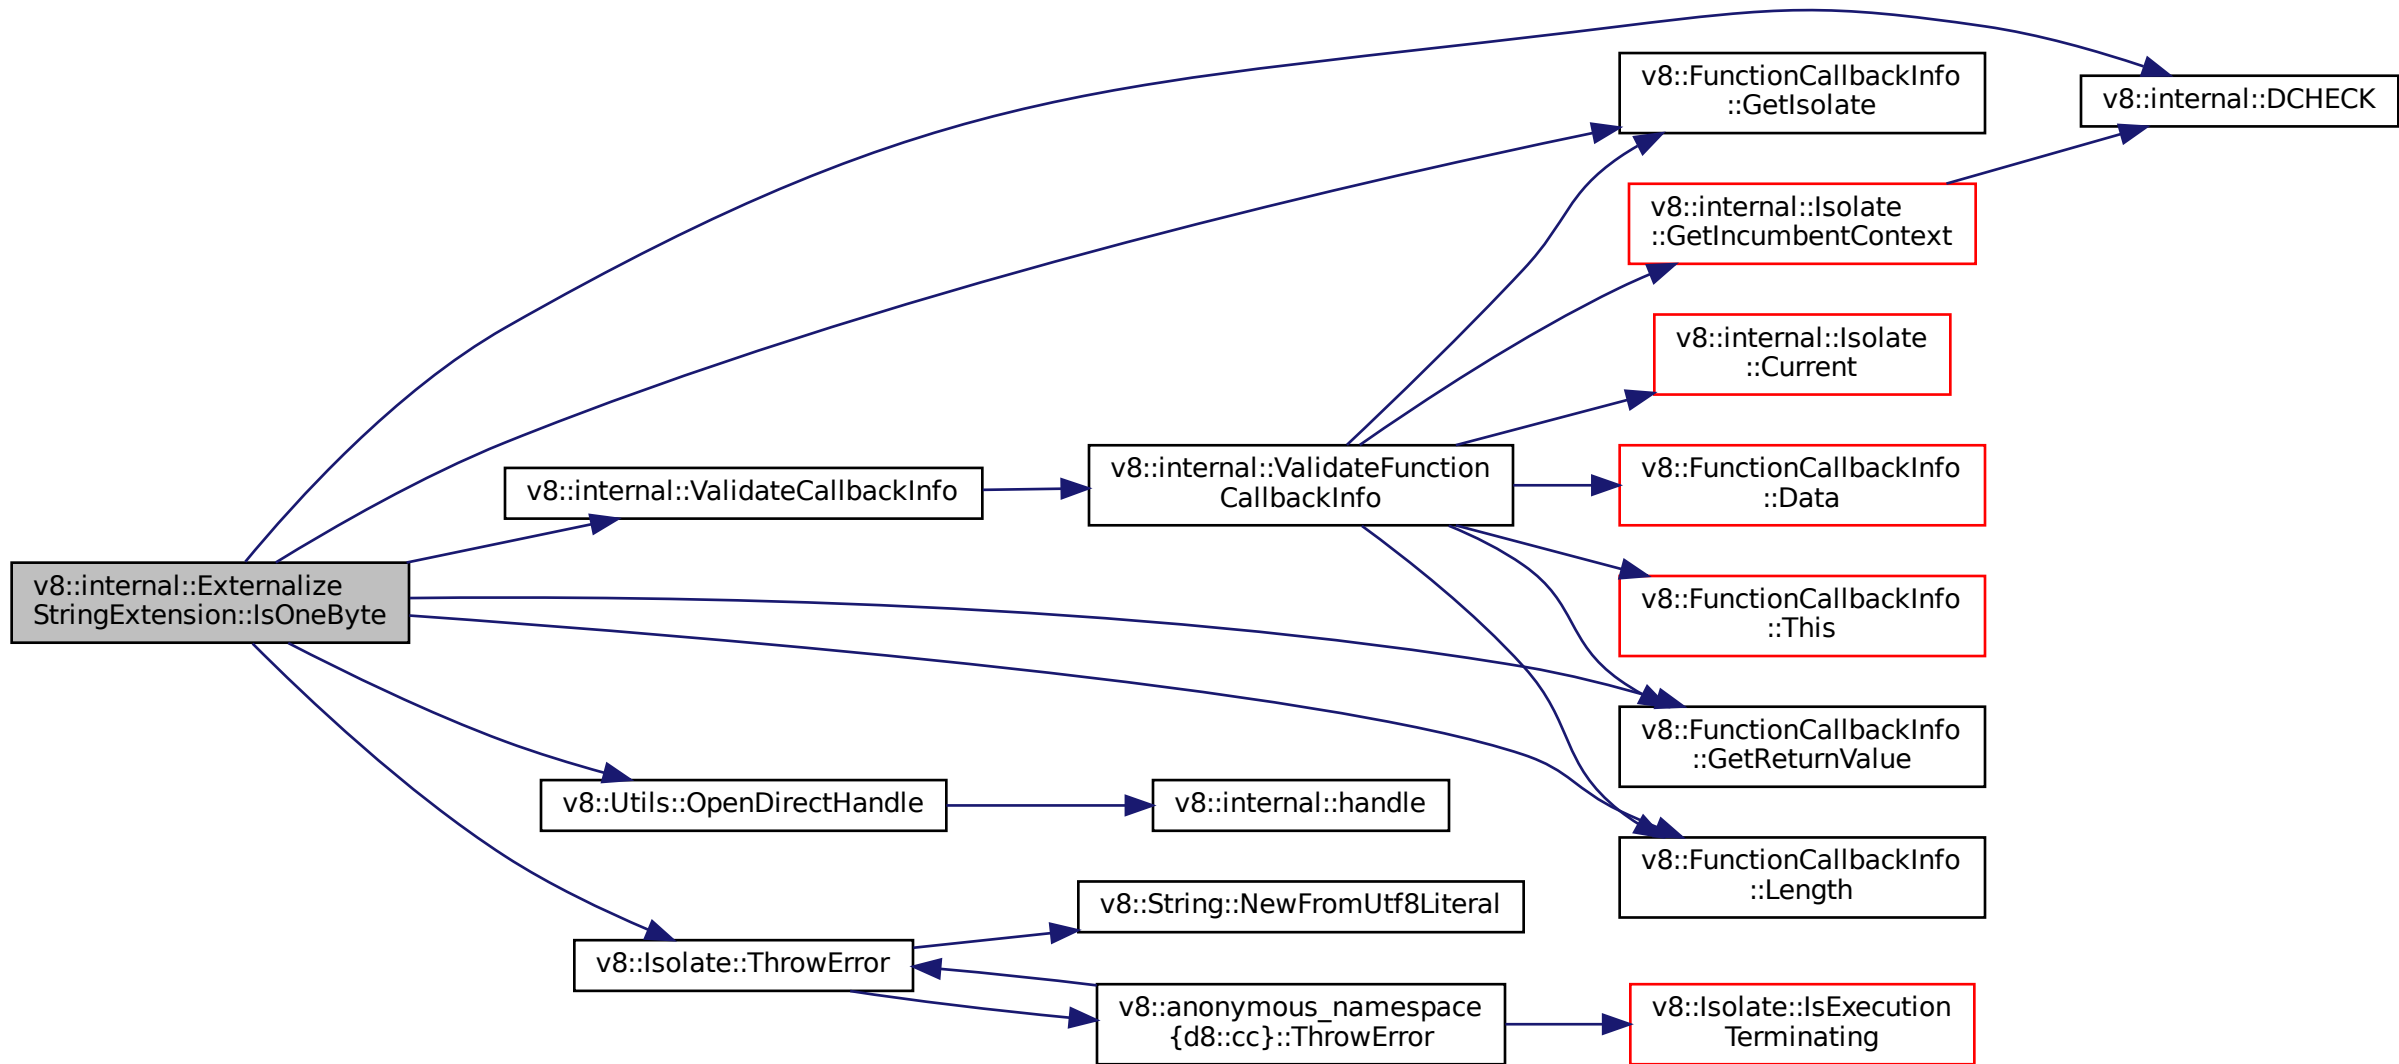 v8::FunctionCallbackInfo
::GetIsolate
v8::internal::DCHECK
v8::internal::Isolate
::GetIncumbentContext
v8::internal::Isolate
::Current
v8::internal::ValidateFunction
CallbackInfo
v8::FunctionCallbackInfo
::Data
v8::internal::ValidateCallbackInfo
v8::internal::Externalize
StringExtension::IsOneByte
v8::FunctionCallbackInfo
::This
v8::FunctionCallbackInfo
::GetReturnValue
v8::Utils::OpenDirectHandle
v8::internal::handle
v8::FunctionCallbackInfo
::Length
v8::String::NewFromUtf8Literal
v8::Isolate::ThrowError
v8::anonymous_namespace
{d8::cc}::ThrowError
v8::Isolate::IsExecution
Terminating